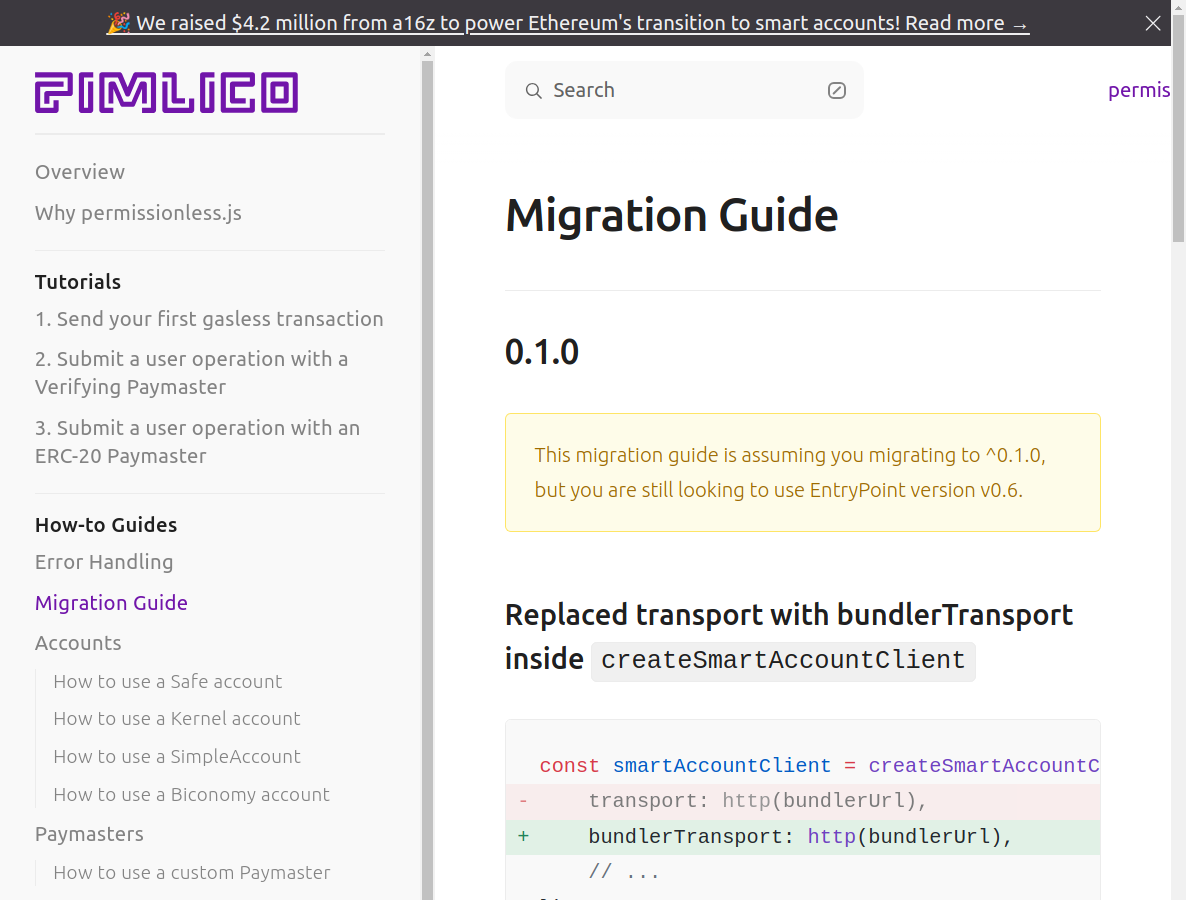 🎉 We raised $4.2 million from a16z to power Ethereum's transition to smart accounts! Read more →
PIMLICO
Overview
Why permissionless.js
Tutorials
1. Send your first gasless transaction
2. Submit a user operation with a
Verifying Paymaster
3. Submit a user operation with an
ERC-20 Paymaster
How-to Guides
Error Handling
Migration Guide
Accounts
How to use a Safe account
How to use a Kernel account
How to use a SimpleAccount
How to use a Biconomy account
Paymasters
How to use a custom Paymaster
Search
permis
Migration Guide
0.1.0
This migration guide is assuming you migrating to ^0.1.0,
but you are still looking to use EntryPoint version v0.6.
Replaced transport with bundlerTransport
inside createSmartAccountClient
const smartAccountClient = createSmartAccountC
- transport: http(bundlerUrl),
+ bundlerTransport: http(bundlerUrl),
// ...